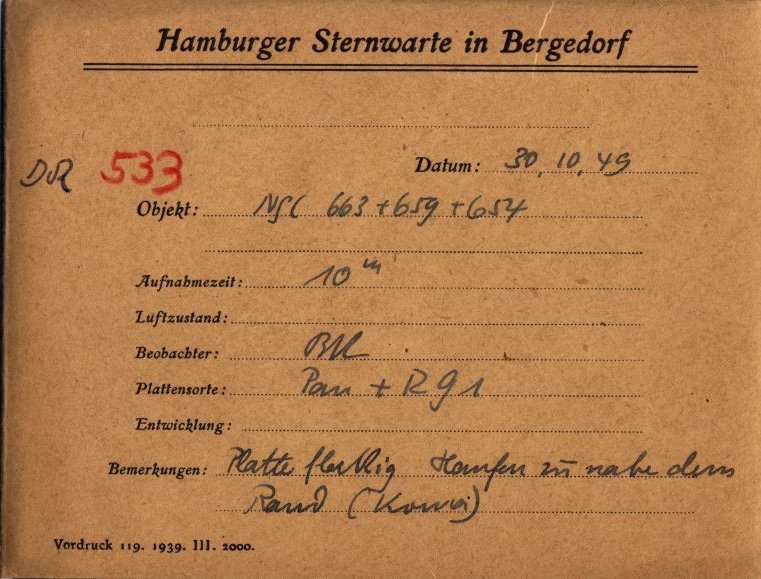 Hamburger Sternwarte in Bergedorf
DR 533
Datum: 30.10.49
Objekt: NGC 663+659+654
Aufnahmezeit: 10m
Luftzustand:
Beobachter:
Plattensorte: Pan + RG1
Entwicklung:
Bemerkungen: Platte fleckig Haufen zu nahe dem
Rand (Koma)
Vordruck 119. 1939. III. 2000.